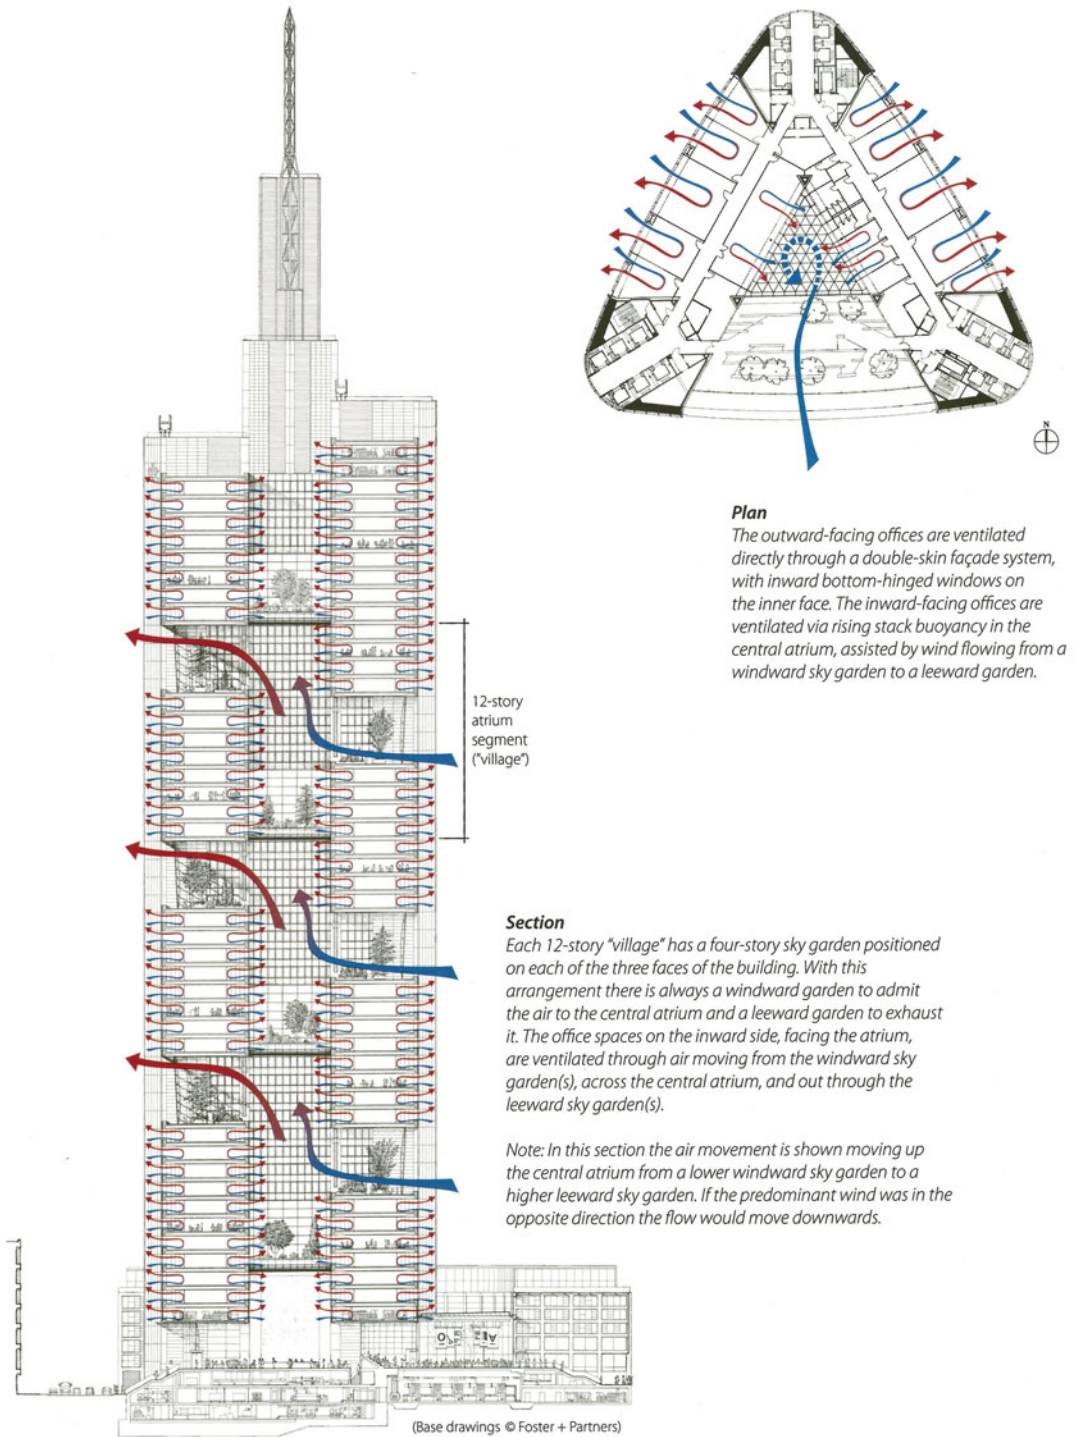 N
Plan
The outward-facing offices are ventilated
directly through a double-skin façade system,
with inward bottom-hinged windows on
the inner face. The inward-facing offices are
ventilated via rising stack buoyancy in the
central atrium, assisted by wind flowing from a
windward sky garden to a leeward garden.
12-story
atrium
segment
("village")
Section
Each 12-story "village" has a four-story sky garden positioned
on each of the three faces of the building. With this
arrangement there is always a windward garden to admit
the air to the central atrium and a leeward garden to exhaust
it. The office spaces on the inward side, facing the atrium,
are ventilated through air moving from the windward sky
garden(s), across the central atrium, and out through the
leeward sky garden(s).
Note: In this section the air movement is shown moving up
the central atrium from a lower windward sky garden to a
higher leeward sky garden. If the predominant wind was in the
opposite direction the flow would move downwards.
(Base drawings © Foster + Partners)